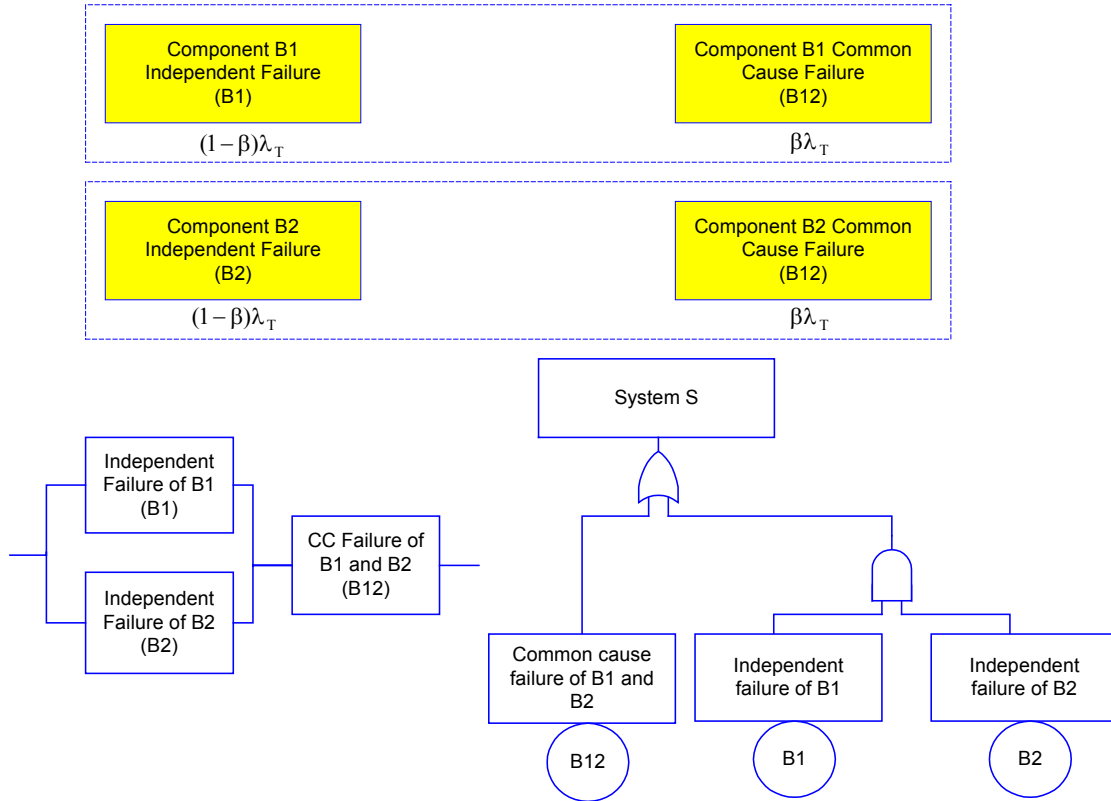 Component B1
Independent Failure
(B1)
Component B1 Common
Cause Failure
(B12)
(1 − β)λ_T
βλ_T
Component B2
Independent Failure
(B2)
Component B2 Common
Cause Failure
(B12)
(1 − β)λ_T
βλ_T
System S
Independent
Failure of B1
(B1)
CC Failure of
B1 and B2
(B12)
Independent
Failure of B2
(B2)
Common cause
failure of B1 and
B2
Independent
failure of B1
Independent
failure of B2
B12
B1
B2